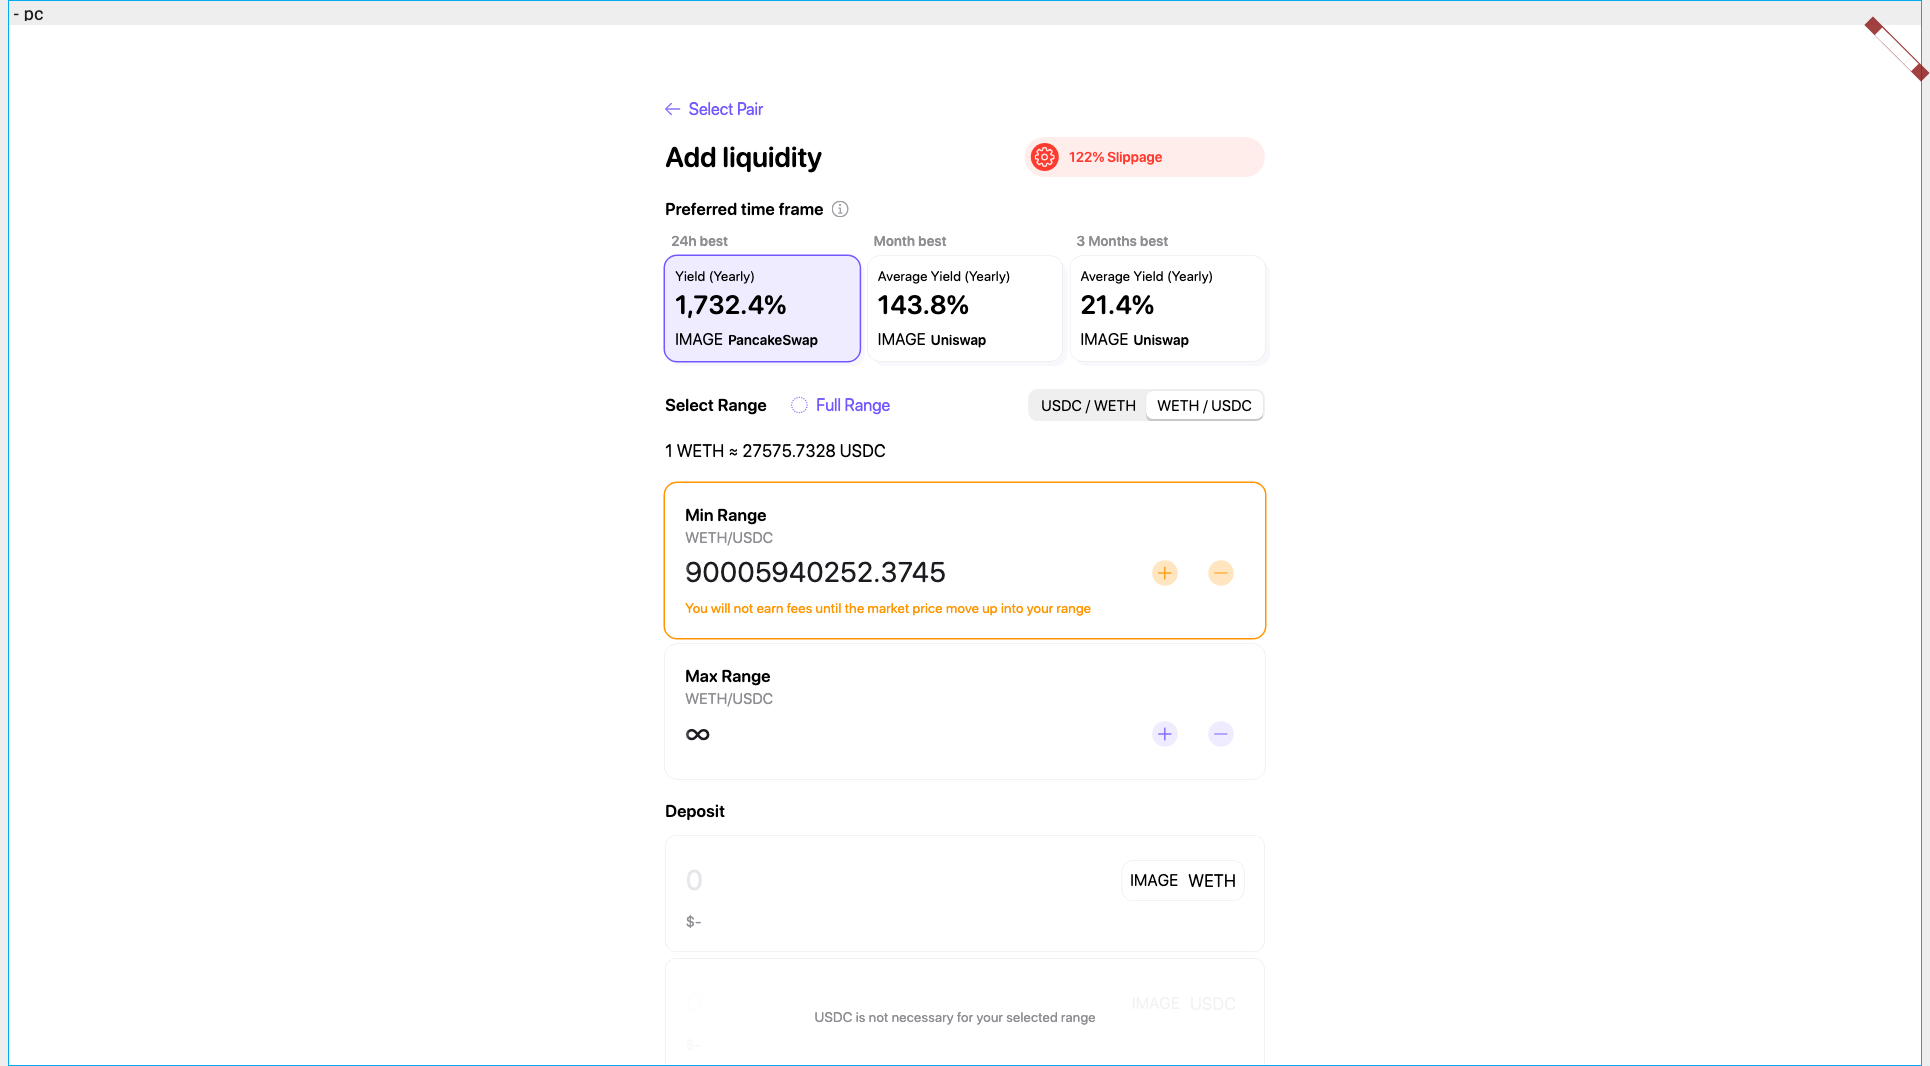 - pc
Select Pair
Add liquidity
122% Slippage
Preferred time frame
24h best
Month best
3 Months best
Yield (Yearly)
1,732.4%
IMAGE PancakeSwap
Average Yield (Yearly)
143.8%
IMAGE Uniswap
Average Yield (Yearly)
21.4%
IMAGE Uniswap
Select Range
Full Range
USDC / WETH
WETH / USDC
1 WETH ≈ 27575.7328 USDC
Min Range
WETH/USDC
90005940252.3745
You will not earn fees until the market price move up into your range
Max Range
WETH/USDC
∞
Deposit
0
IMAGE WETH
$-
0
IMAGE USDC
USDC is not necessary for your selected range
$-